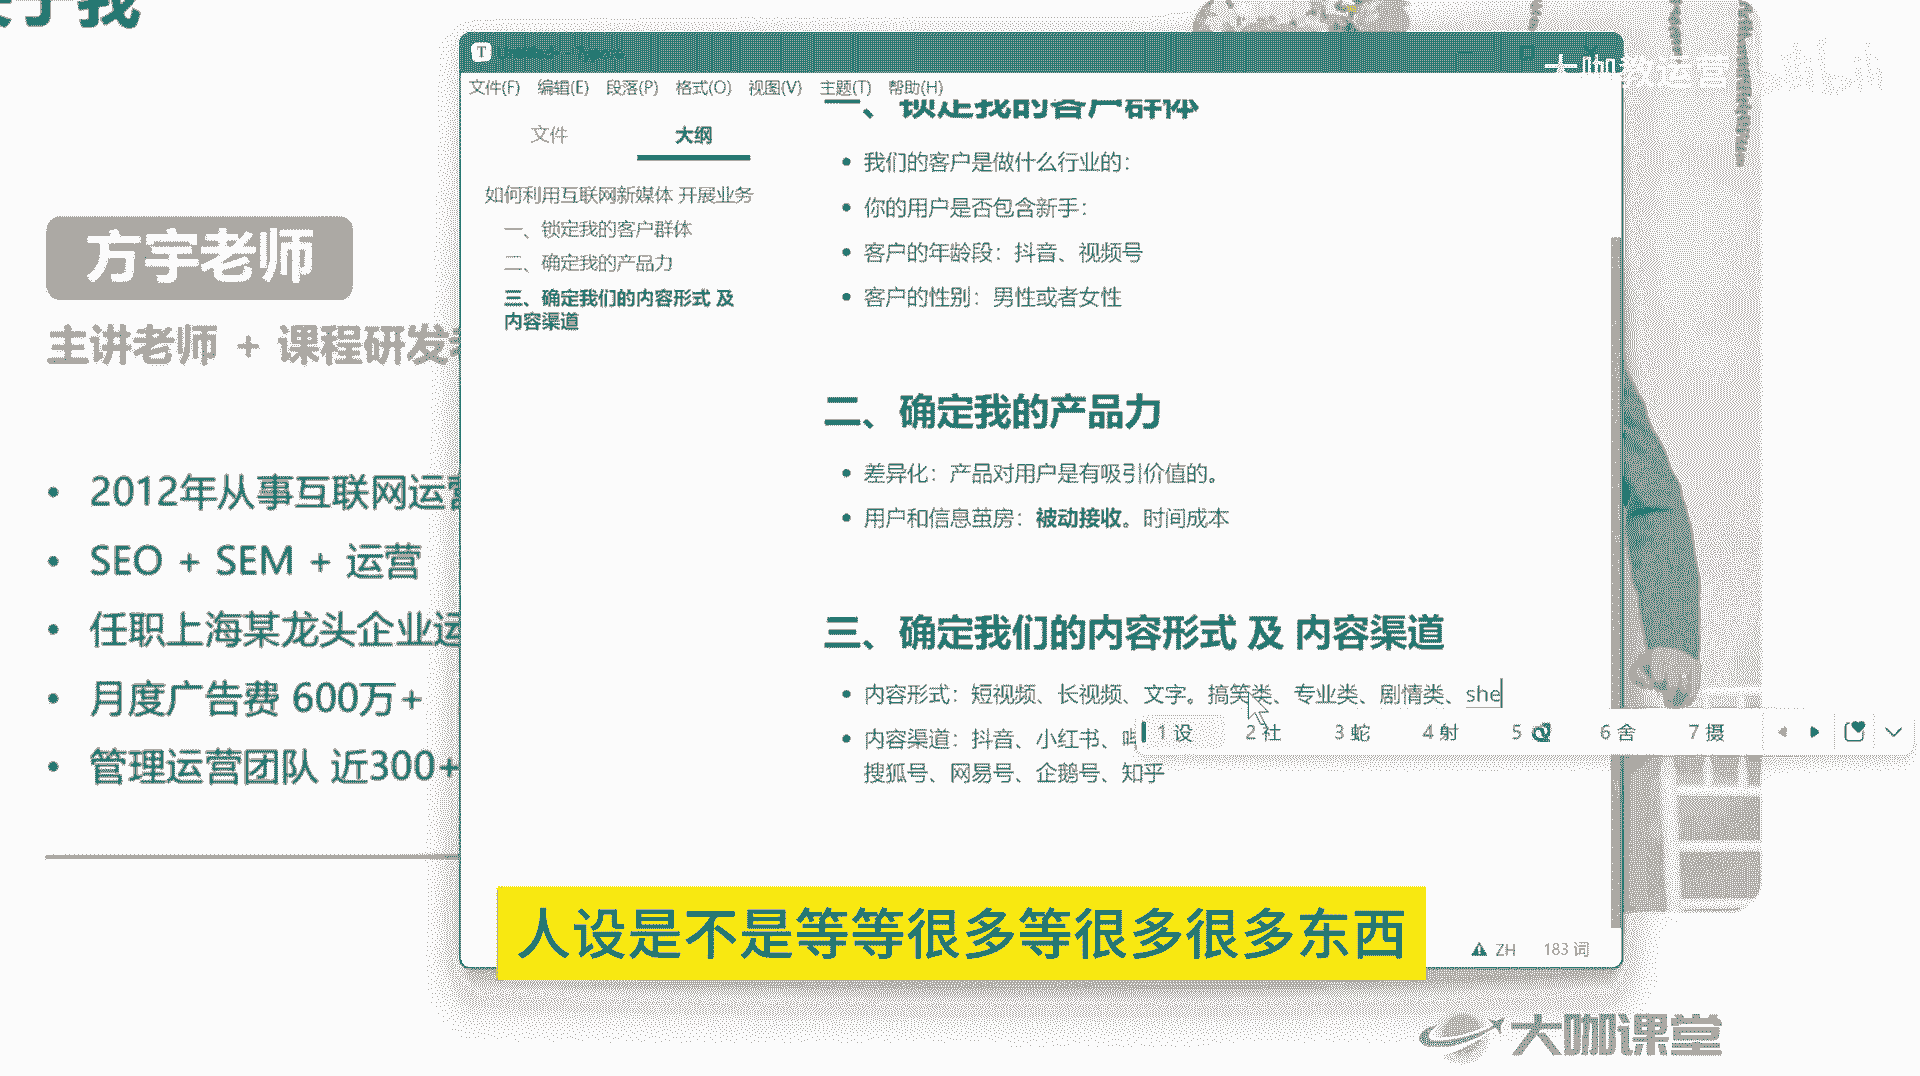 关于我
方宇老师
主讲老师 + 课程研发
2012年从事互联网运营
SEO + SEM + 运营
任职上海某龙头企业运
月度广告费 600万+
管理运营团队 近300+
T
文件(F) 编辑(E) 段落(P) 格式(O) 视图(V) 主题(T) 帮助(H)
文件 大纲
如何利用互联网新媒体 开展业务
一、锁定我的客户群体
二、确定我的产品力
三、确定我们的内容形式 及
内容渠道
一、锁定我的客户群体
我们的客户是做什么行业的：
你的用户是否包含新手：
客户的年龄段：抖音、视频号
客户的性别：男性或者女性
二、确定我的产品力
差异化：产品对用户是有吸引价值的。
用户和信息茧房：被动接收。时间成本
三、确定我们的内容形式 及 内容渠道
内容形式：短视频、长视频、文字。搞笑类、专业类、剧情类、she
1 设 2 社 3 蛇 4 射 5 6 舍 7 摄
内容渠道：抖音、小红书、
搜狐号、网易号、企鹅号、知乎
ZH 183 词
大咖教运营
人设是不是等等很多等很多很多东西
大咖课堂